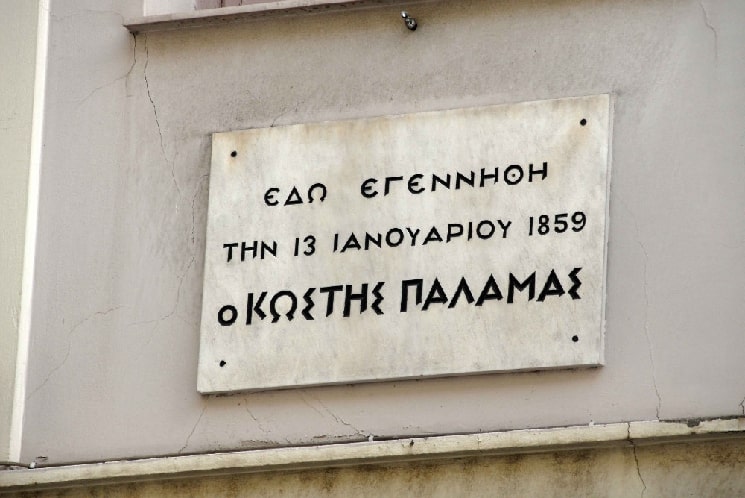 ΕΔΩ ΕΓΕΝΝΗΘΗ
ΤΗΝ 13 ΙΑΝΟΥΑΡΙΟΥ 1859
Ο ΚΩΣΤΗΣ ΠΑΛΑΜΑΣ